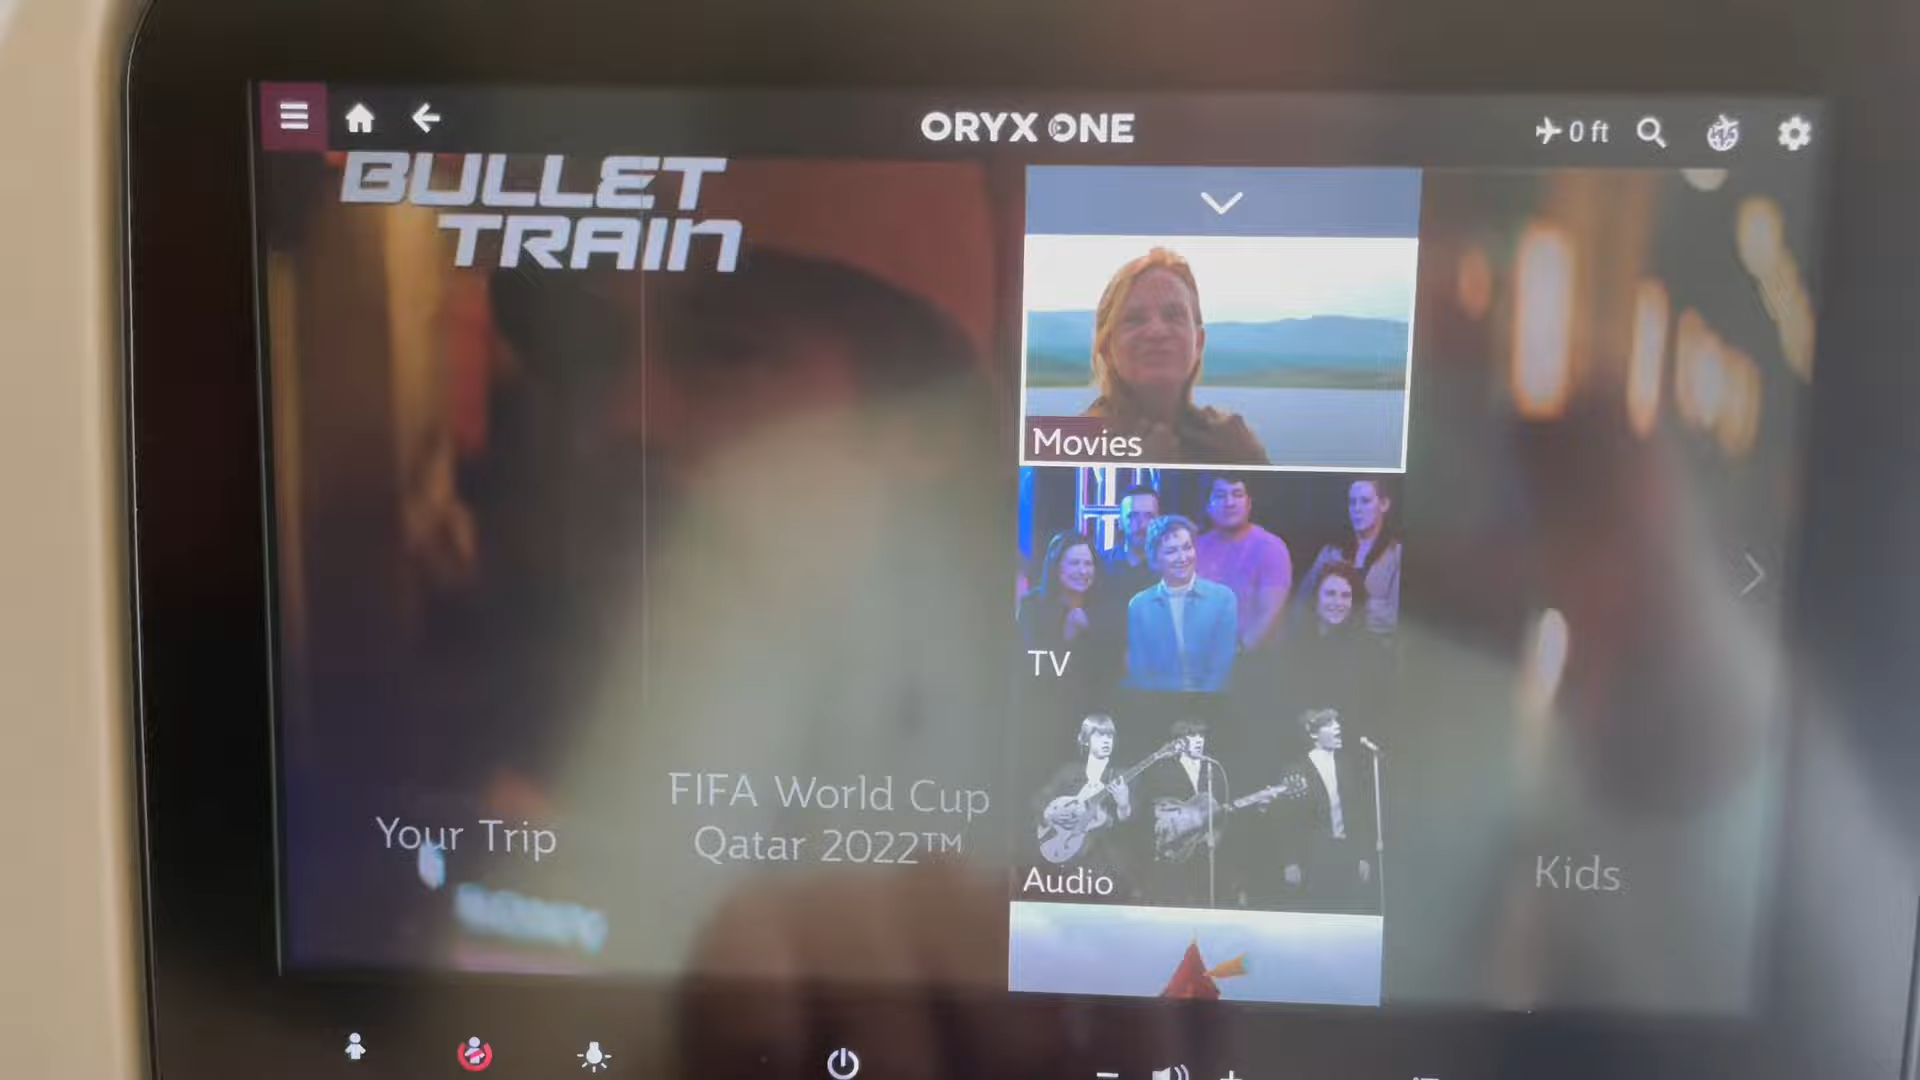 ORYX ONE
0 ft
BULLET
TRAIN
Movies
TV
Audio
Your Trip
FIFA World Cup
Qatar 2022™
Kids